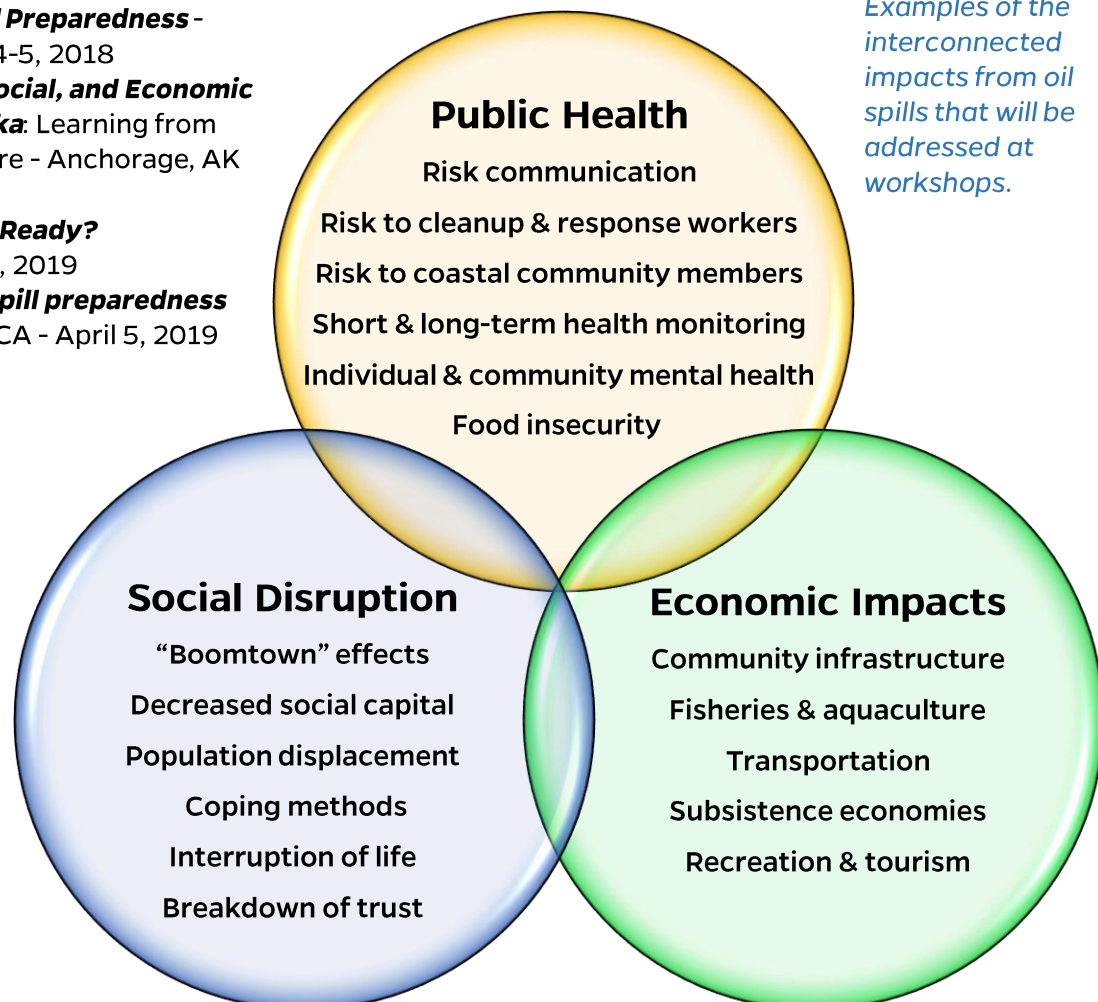 Preparedness -
4-5, 2018
ocial, and Economic
ka: Learning from
re - Anchorage, AK
Ready?
, 2019
pill preparedness
CA - April 5, 2019
Examples of the
interconnected
impacts from oil
spills that will be
addressed at
workshops.
Public Health
Risk communication
Risk to cleanup & response workers
Risk to coastal community members
Short & long-term health monitoring
Individual & community mental health
Food insecurity
Social Disruption
“Boomtown” effects
Decreased social capital
Population displacement
Coping methods
Interruption of life
Breakdown of trust
Economic Impacts
Community infrastructure
Fisheries & aquaculture
Transportation
Subsistence economies
Recreation & tourism